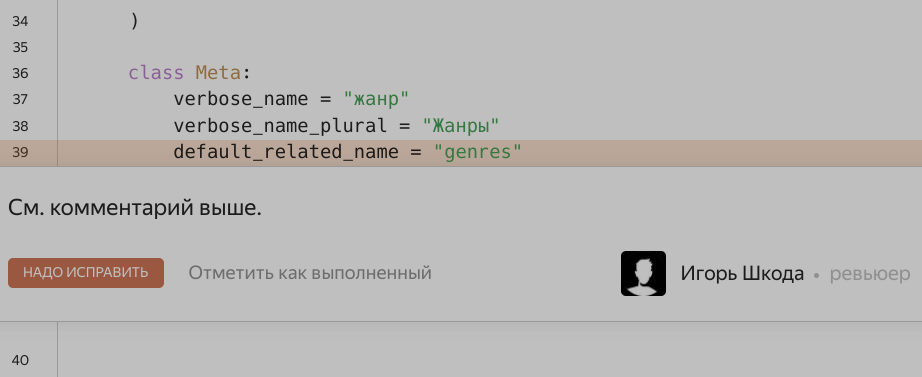 34 )
35
36 class Meta:
37 verbose_name = "жанр"
38 verbose_name_plural = "Жанры"
39 default_related_name = "genres"
См. комментарий выше.
НАДО ИСПРАВИТЬ Отметить как выполненный Игорь Шкода • ревьюер
40